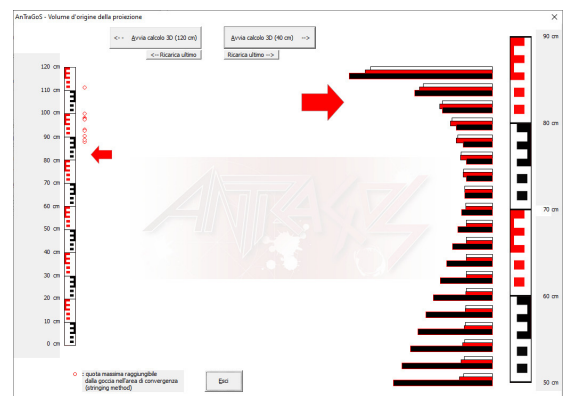 AnTraGoS - Volume d'origine della proiezione
<-- Avvia calcolo 3D (120 cm)
Avvia calcolo 3D (40 cm) -->
<-- Ricarica ultimo
Ricarica ultimo -->
120 cm
110 cm
100 cm
90 cm
80 cm
70 cm
60 cm
50 cm
40 cm
30 cm
20 cm
10 cm
0 cm
90 cm
80 cm
70 cm
60 cm
50 cm
: quota massima raggiungibile
dalla goccia nell'area di convergenza
(stringing method)
Esci